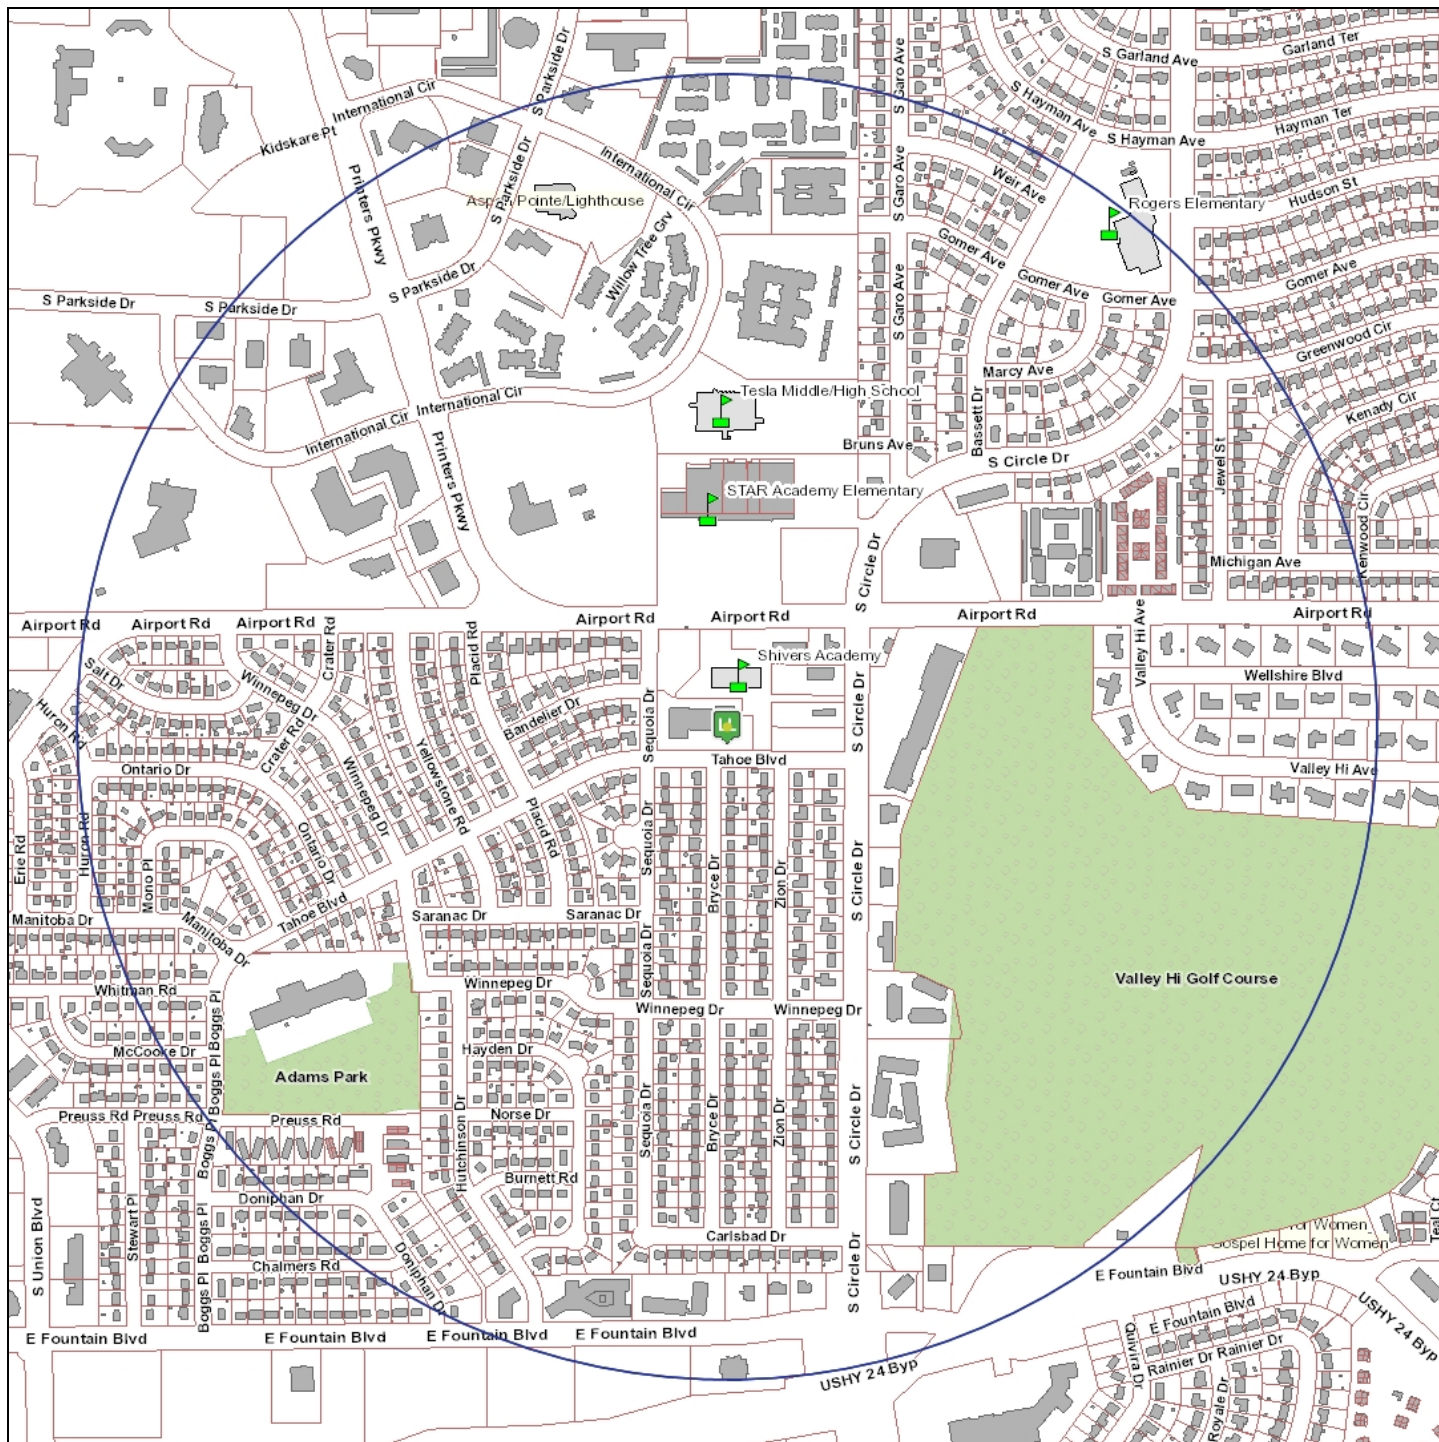 S Parkside Dr
S Garo Ave
S Garland Ave
Garland Ter
International Cir
S Hayman Ave
Hayman Ter
Kidskare Pt
S Hayman Ave
S Parkside Dr
International Cir
Printers Pkwy
S Garo Ave
Weir Ave
Hudson St
Rogers Elementary
Pointe/Lighthouse
Willow Tree Grv
Gomer Ave
S Parkside Dr
S Garo Ave
Gomer Ave
Gomer Ave
Gomer Ave
S Parkside Dr
S Parkside Dr
Greenwood Cir
Marcy Ave
Tesla Middle/High School
International Cir
International Cir
Bassett Dr
Kenady Cir
Bruns Ave
S Circle Dr
Jewel St
Printers Pkwy
STAR Academy Elementary
Kenwood Cir
S Circle Dr
Michigan Ave
Airport Rd
Airport Rd
Airport Rd
Airport Rd
Airport Rd
Airport Rd
Airport Rd
Crater Rd
Placid Rd
Valley Hi Ave
Shivers Academy
Salt Dr
Winnepeg Dr
Wellshire Blvd
Huron Rd
Crater Rd
Bandelier Dr
Sequoia Dr
S Circle Dr
Ontario Dr
Tahoe Blvd
Valley Hi Ave
Winnepeg Dr
Yellowstone Rd
Placid Rd
Erie Rd
Huron Rd
Mono Pl
Ontario Dr
Sequoia Dr
Bryce Dr
Zion Dr
S Circle Dr
Manitoba Dr
Manitoba Dr
Tahoe Blvd
Saranac Dr
Saranac Dr
Sequoia Dr
Valley Hi Golf Course
Whitman Rd
Winnepeg Dr
Winnepeg Dr
Winnepeg Dr
Boggs Pl
Boggs Pl
McCooke Dr
Hayden Dr
Adams Park
Preuss Rd
Preuss Rd
Preuss Rd
Norse Dr
Hutchinson Dr
Sequoia Dr
Bryce Dr
Zion Dr
S Circle Dr
Boggs Pl
Burnett Rd
Doniphan Dr
S Union Blvd
Stewart Pl
Boggs Pl
Carlsbad Dr
for Women
Gospel Home for Women
Teal Ct
Doniphan Dr
Chalmers Rd
S Circle Dr
E Fountain Blvd
USHY 24 Byp
Boggs Pl
USHY 24 Byp
E Fountain Blvd
E Fountain Blvd
E Fountain Blvd
E Fountain Blvd
E Fountain Blvd
Quivira Dr
Rainier Dr
Rainier Dr
USHY 24 Byp
Royale Dr